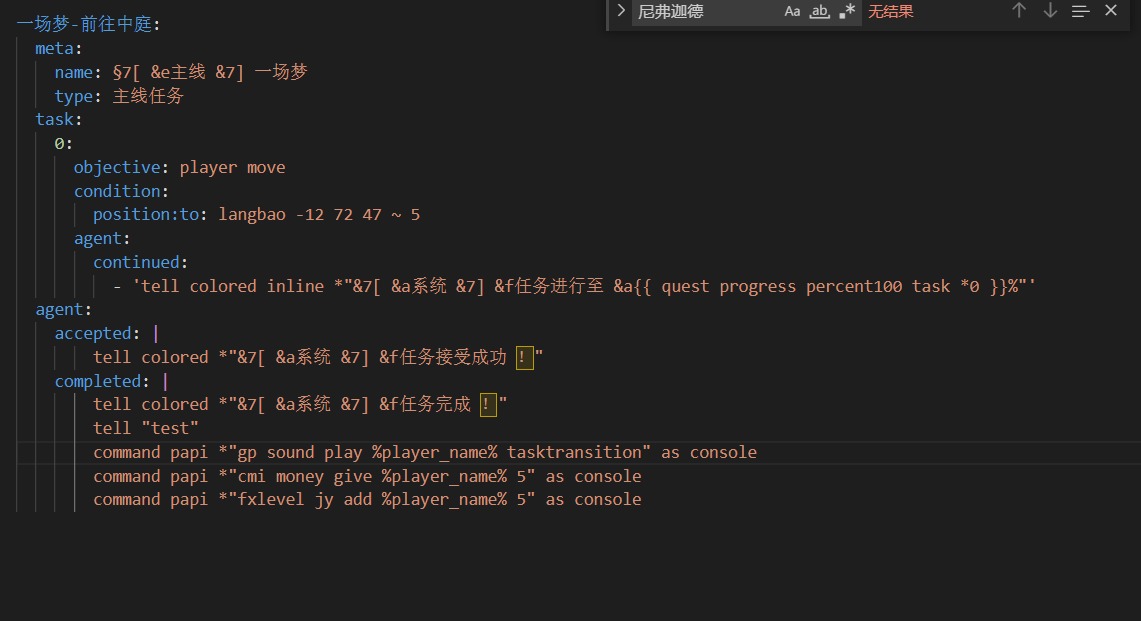 尼弗迦德 Aa ab .* 无结果
一场梦-前往中庭:
meta:
name: §7[ &e主线 &7] 一场梦
type: 主线任务
task:
0:
objective: player move
condition:
position:to: langbao -12 72 47 ~ 5
agent:
continued:
- 'tell colored inline *"&7[ &a系统 &7] &f任务进行至 &a{{ quest progress percent100 task *0 }}%"'
agent:
accepted: |
tell colored *"&7[ &a系统 &7] &f任务接受成功！"
completed: |
tell colored *"&7[ &a系统 &7] &f任务完成！"
tell "test"
command papi *"gp sound play %player_name% tasktransition" as console
command papi *"cmi money give %player_name% 5" as console
command papi *"fxlevel jy add %player_name% 5" as console